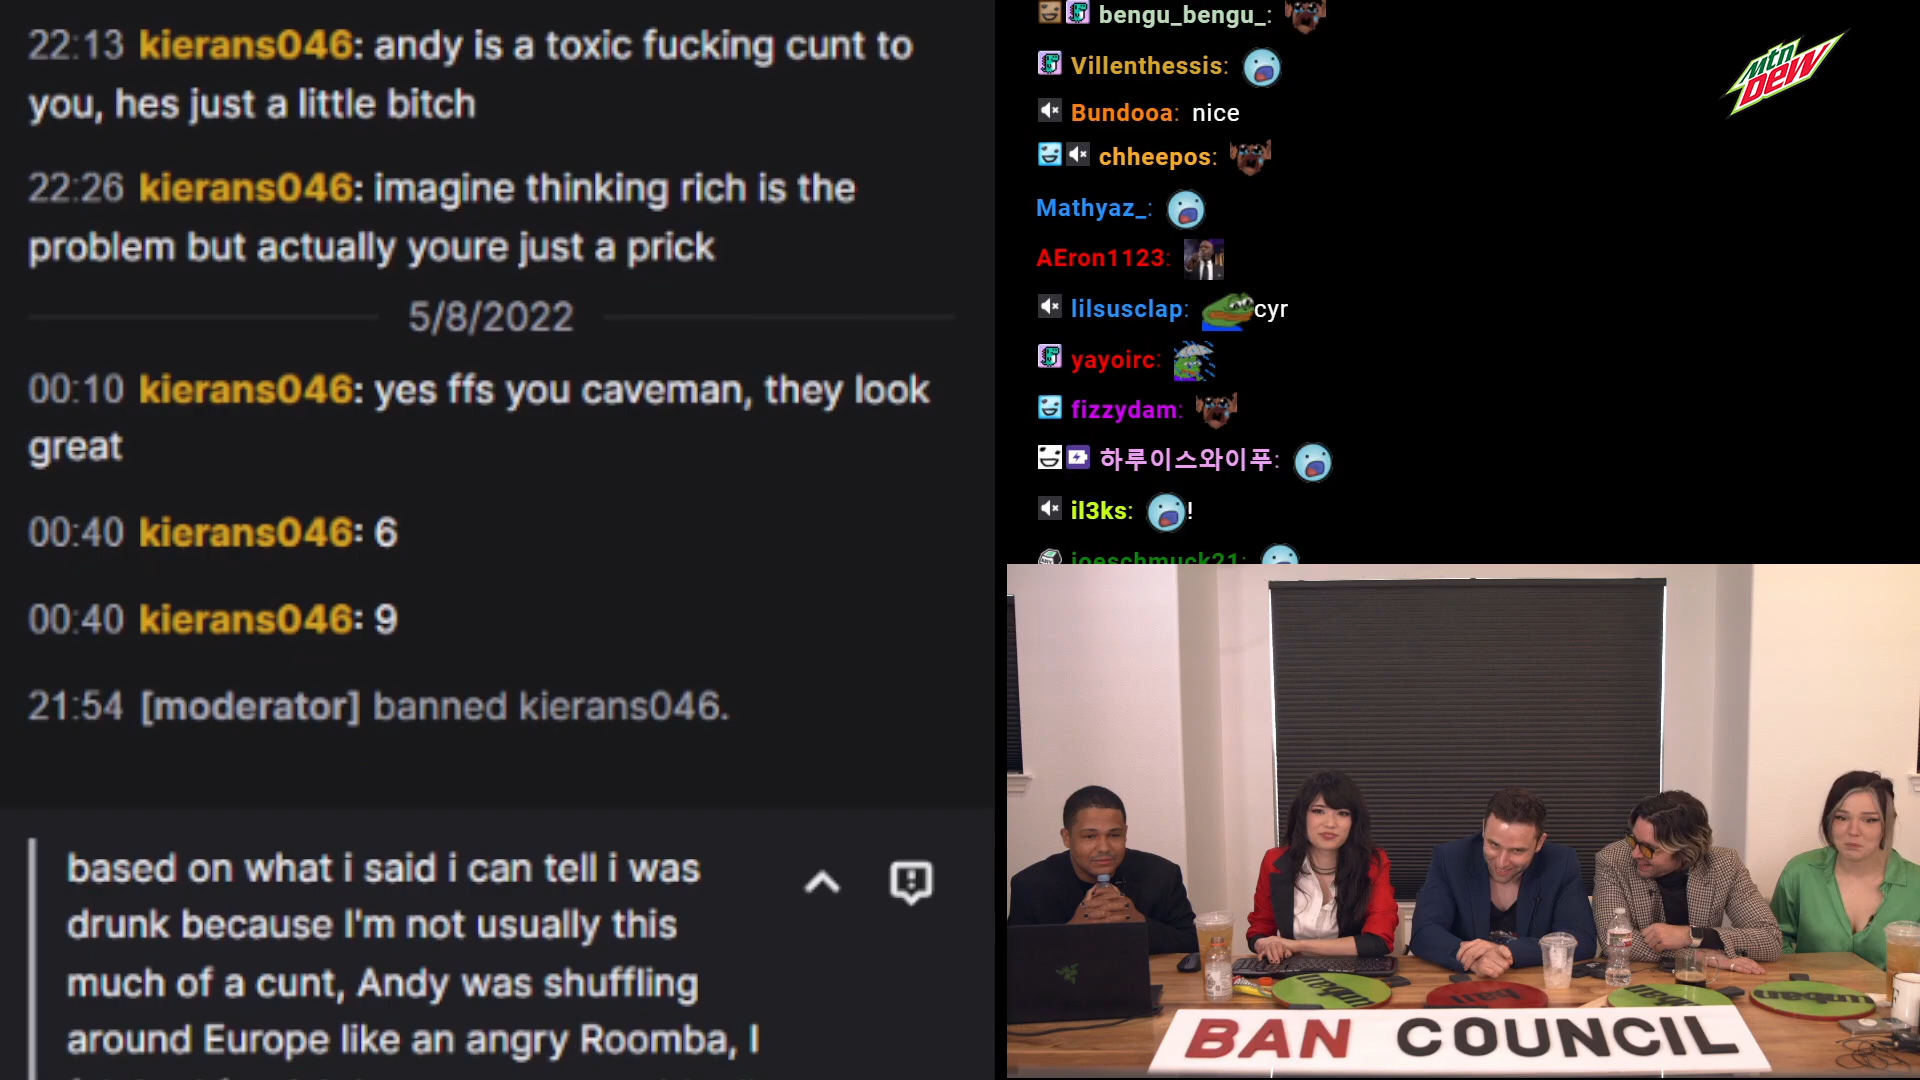 22:13 kierans046: andy is a toxic fucking cunt to
you, hes just a little bitch
22:26 kierans046: imagine thinking rich is the
problem but actually youre just a prick
5/8/2022
00:10 kierans046: yes ffs you caveman, they look
great
00:40 kierans046: 6
00:40 kierans046: 9
21:54 [moderator] banned kierans046.
based on what i said i can tell i was
drunk because I'm not usually this
much of a cunt, Andy was shuffling
around Europe like an angry Roomba, I
bengu_bengu_:
Villenthessis:
Bundooa: nice
chheepos:
Mathyaz_:
AEron1123:
lilsusclap: cyr
yayoirc:
fizzydam:
하루이스와이푸:
il3ks: !
joeschmuck21:
Mtn
DEW
unban
ban
unban
unban
BAN COUNCIL